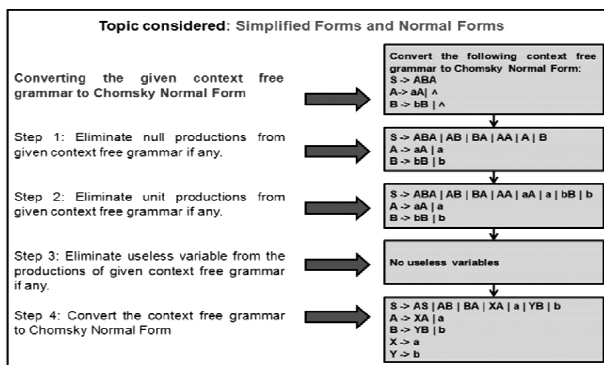 Topic considered: Simplified Forms and Normal Forms
Converting the given context free
grammar to Chomsky Normal Form
Convert the following context free
grammar to Chomsky Normal Form:
S -> ABA
A-> aA| ^
B -> bB | ^
Step 1: Eliminate null productions from
given context free grammar if any.
S -> ABA | AB | BA | AA | A | B
A -> aA | a
B -> bB | b
Step 2: Eliminate unit productions from
given context free grammar if any.
S -> ABA | AB | BA | AA | aA | a | bB | b
A -> aA | a
B -> bB | b
Step 3: Eliminate useless variable from the
productions of given context free grammar
if any.
No useless variables
Step 4: Convert the context free grammar
to Chomsky Normal Form
S -> AS | AB | BA | XA | a | YB | b
A -> XA | a
B -> YB | b
X -> a
Y -> b